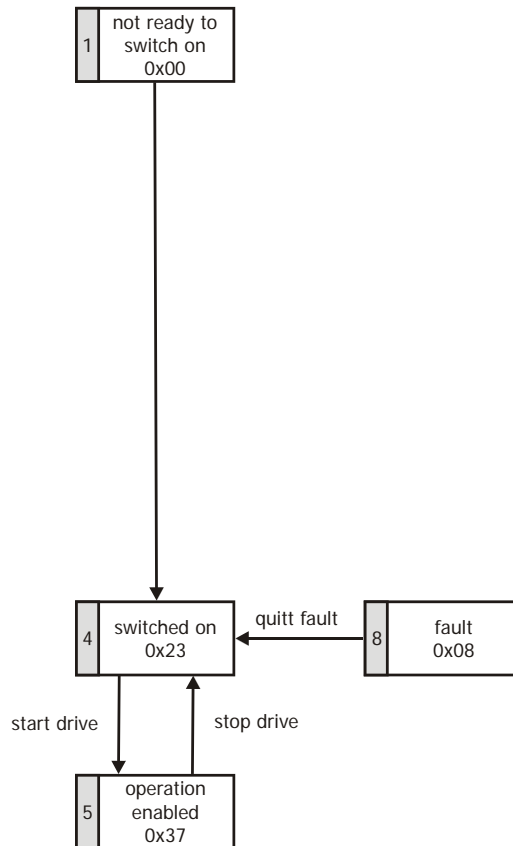 1
not ready to
switch on
0x00
4
switched on
0x23
quitt fault
8
fault
0x08
start drive
stop drive
5
operation
enabled
0x37